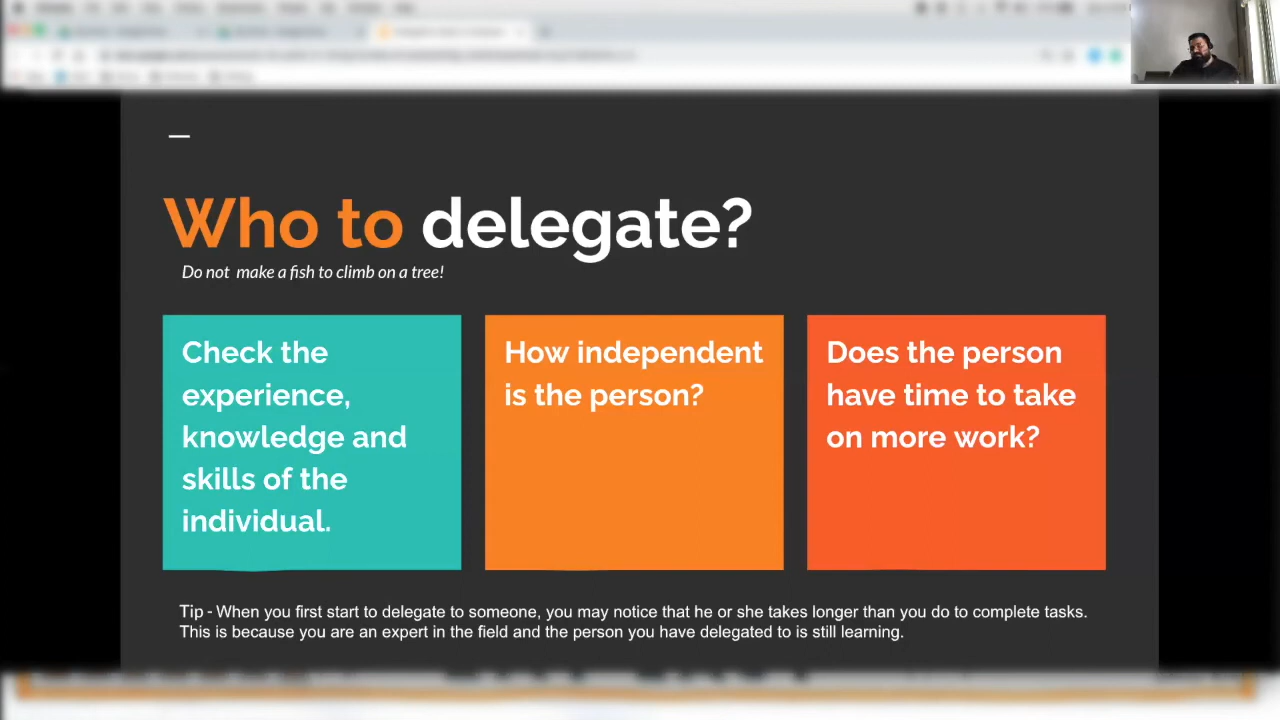 Who to delegate?
Do not make a fish to climb on a tree!
Check the
experience,
knowledge and
skills of the
individual.
How independent
is the person?
Does the person
have time to take
on more work?
Tip - When you first start to delegate to someone, you may notice that he or she takes longer than you do to complete tasks.
This is because you are an expert in the field and the person you have delegated to is still learning.